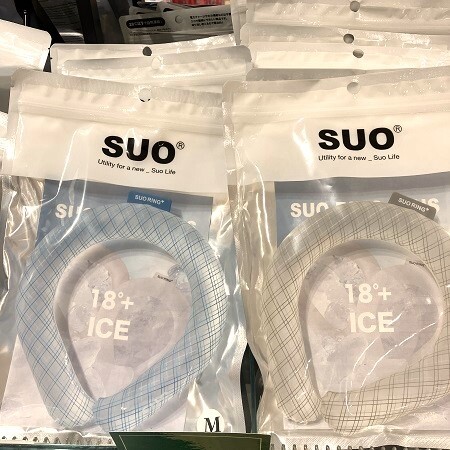 SUO®
Utility for a new _ Suo Life
SUO RING+
18°+
ICE
M
SUO®
Utility for a new _ Suo Life
SUO RING+
18°+
ICE